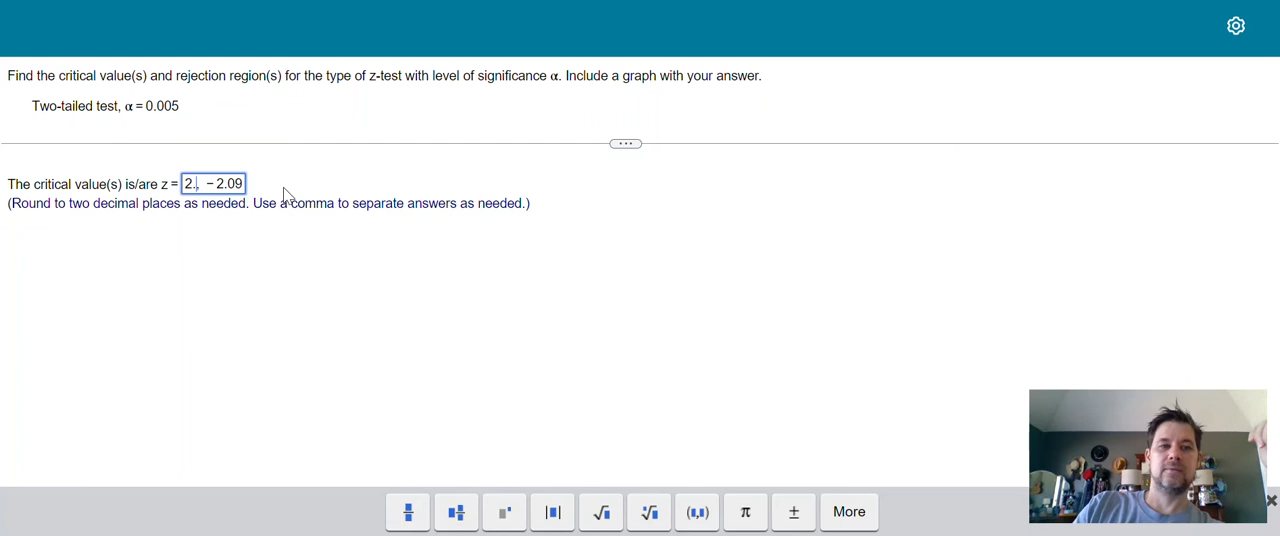 Find the critical value(s) and rejection region(s) for the type of z-test with level of significance α. Include a graph with your answer.
Two-tailed test, α = 0.005
The critical value(s) is/are z = 2., − 2.09
(Round to two decimal places as needed. Use a comma to separate answers as needed.)
π ± More